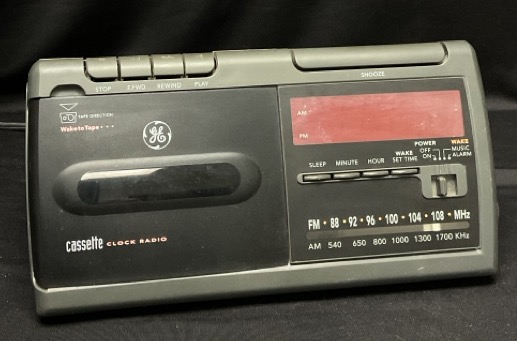 SNOOZE
STOP F.FWD REWIND PLAY
TAPE DIRECTION
Wake to Tape
GE
AM
PM
POWER WAKE
OFF MUSIC
ON ALARM
SLEEP MINUTE HOUR WAKE SET TIME
FM • 88 • 92 • 96 • 100 • 104 • 108 • MHz
AM 540 650 800 1000 1300 1700 KHz
cassette CLOCK RADIO